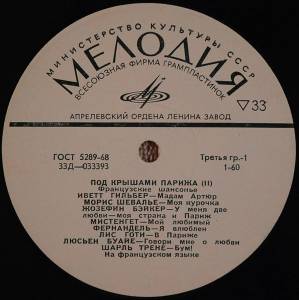 МИНИСТЕРСТВО КУЛЬТУРЫ СССР
МЕЛОДИЯ
ВСЕСОЮЗНАЯ ФИРМА ГРАМПЛАСТИНОК
▽33
АПРЕЛЕВСКИЙ ОРДЕНА ЛЕНИНА ЗАВОД
ГОСТ 5289-68
33Д—033393
Третья гр.-1
1-60
ПОД КРЫШАМИ ПАРИЖА (II)
Французские шансонье
ИВЕТТ ГИЛЬБЕР—Мадам Артюр
МОРИС ШЕВАЛЬЕ—Моя курочка
ЖОЗЕФИН БЭЙКЕР—У меня две
любви—моя страна и Париж
МИСТЕНГЕТ—Мой любимый
ФЕРНАНДЕЛЬ—Я влюблен
ЛИС ГОТИ—В Париже
ЛЮСЬЕН БУАЙЕ—Говори мне о любви
ШАРЛЬ ТРЕНЕ—Бум!
На французском языке